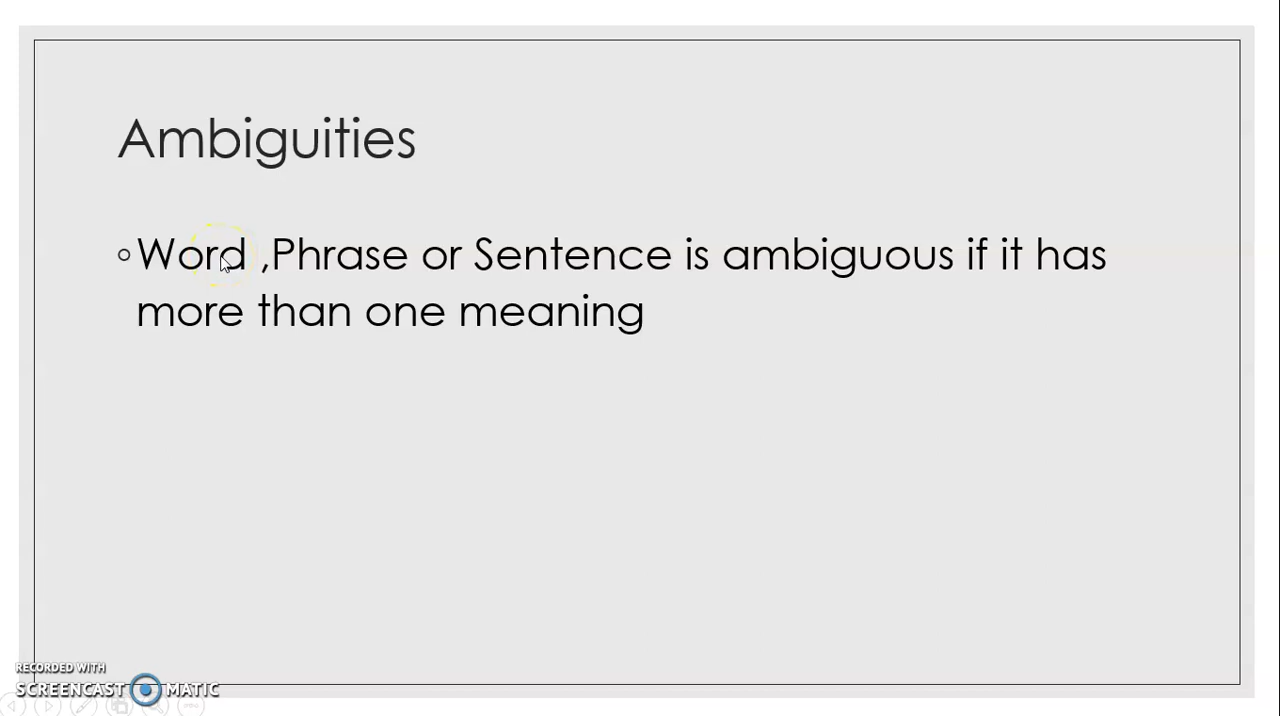 Ambiguities
Word ,Phrase or Sentence is ambiguous if it has
more than one meaning
RECORDED WITH
SCREENCAST MATIC